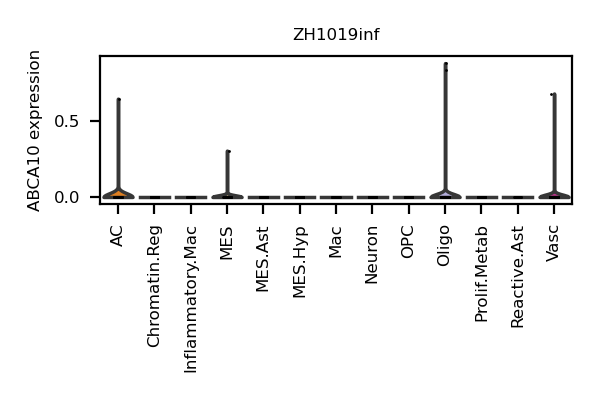 ZH1019inf
ABCA10 expression
0.5
0.0
AC
Chromatin.Reg
Inflammatory.Mac
MES
MES.Ast
MES.Hyp
Mac
Neuron
OPC
Oligo
Prolif.Metab
Reactive.Ast
Vasc